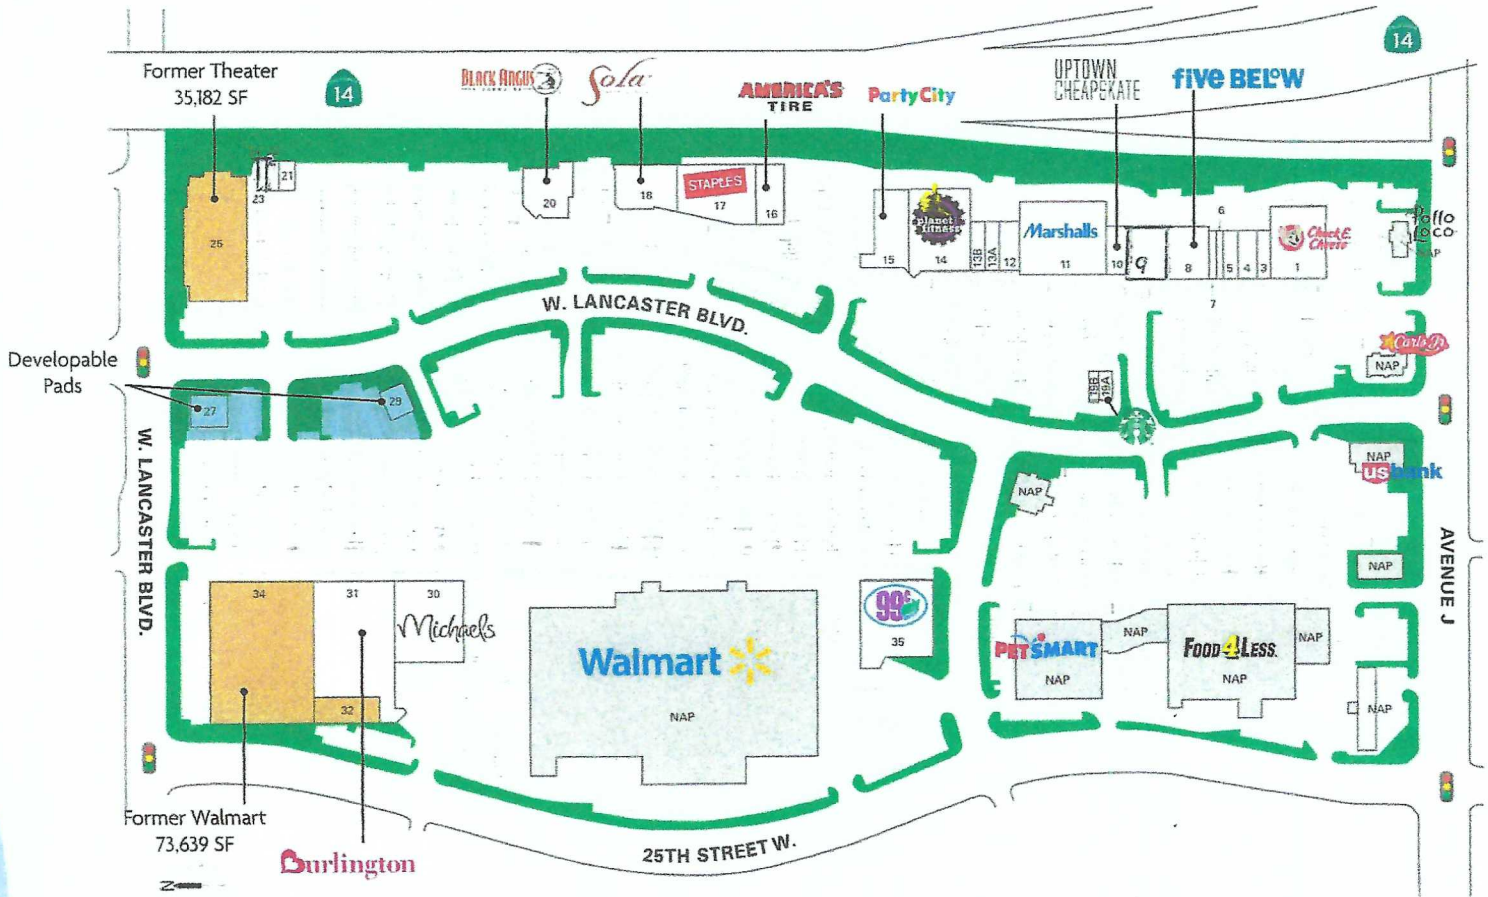 14
Former Theater
35,182 SF
14
BLACK ANGUS
Sola
AMERICA'S
TIRE
PartyCity
UPTOWN
CHEAPSKATE
five BELOW
21
23
25
20
18
STAPLES
17
16
15
planet
fitness
14
13B
13A
12
Marshalls
11
10
9
8
7
6
5
4
3
Chuck E.
Cheese
1
Pollo
Loco
NAP
W. LANCASTER BLVD.
Developable
Pads
27
29
19B
19A
Carl's Jr.
NAP
NAP
usbank
NAP
NAP
W. LANCASTER BLVD.
AVENUE J
34
31
30
Michaels
32
Walmart
NAP
99¢
35
PETSMART
NAP
NAP
FOOD 4 LESS.
NAP
NAP
NAP
Former Walmart
73,639 SF
Burlington
25TH STREET W.
N